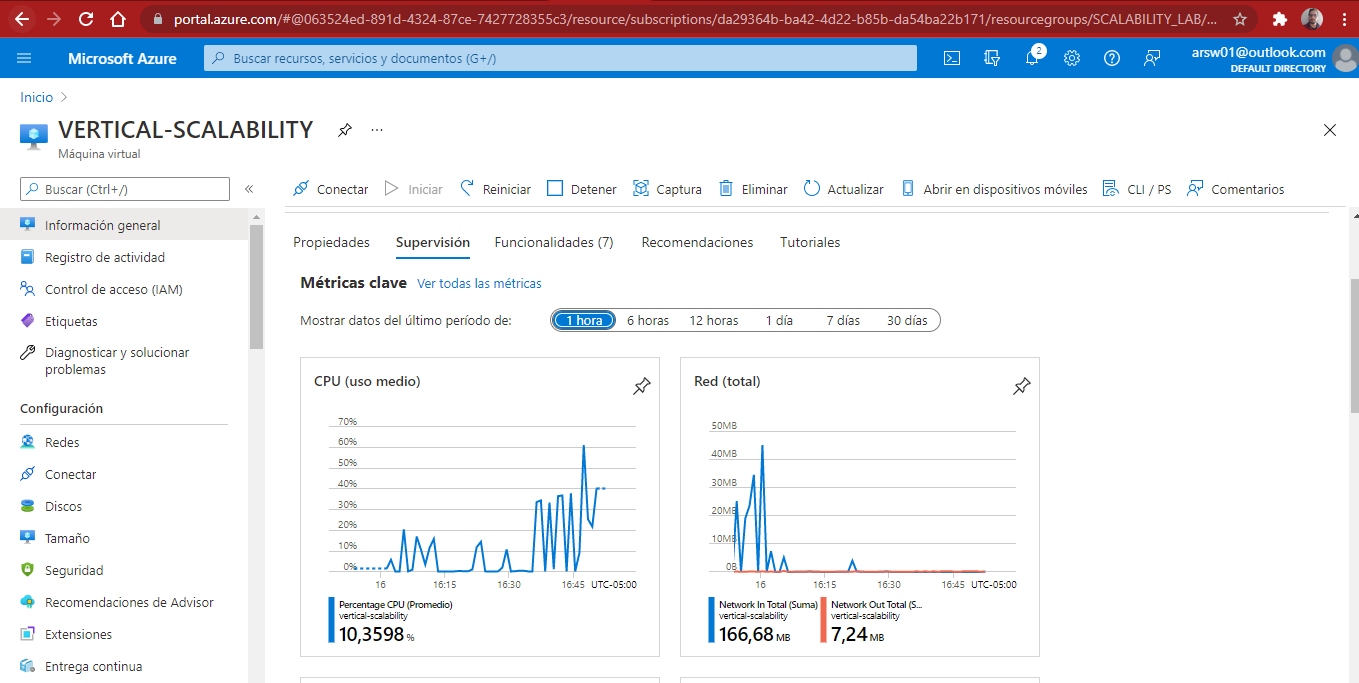 portal.azure.com/#@063524ed-891d-4324-87ce-7427728355c3/resource/subscriptions/da29364b-ba42-4d22-b85b-da54ba22b171/resourcegroups/SCALABILITY_LAB/...
Microsoft Azure
Buscar recursos, servicios y documentos (G+/)
2
arsw01@outlook.com
DEFAULT DIRECTORY
Inicio
VERTICAL-SCALABILITY
...
Máquina virtual
Buscar (Ctrl+/)
«
Conectar
Iniciar
Reiniciar
Detener
Captura
Eliminar
Actualizar
Abrir en dispositivos móviles
CLI / PS
Comentarios
Información general
Registro de actividad
Control de acceso (IAM)
Etiquetas
Diagnosticar y solucionar
problemas
Configuración
Redes
Conectar
Discos
Tamaño
Seguridad
Recomendaciones de Advisor
Extensiones
Entrega continua
Propiedades
Supervisión
Funcionalidades (7)
Recomendaciones
Tutoriales
Métricas clave
Ver todas las métricas
Mostrar datos del último período de:
1 hora
6 horas
12 horas
1 día
7 días
30 días
CPU (uso medio)
70%
60%
50%
40%
30%
20%
10%
0%
16
16:15
16:30
16:45
UTC-05:00
Percentage CPU (Promedio)
vertical-scalability
10,3598 %
Red (total)
50MB
40MB
30MB
20MB
10MB
0B
16
16:15
16:30
16:45
UTC-05:00
Network In Total (Suma)
vertical-scalability
166,68 MB
Network Out Total (S...
vertical-scalability
7,24 MB